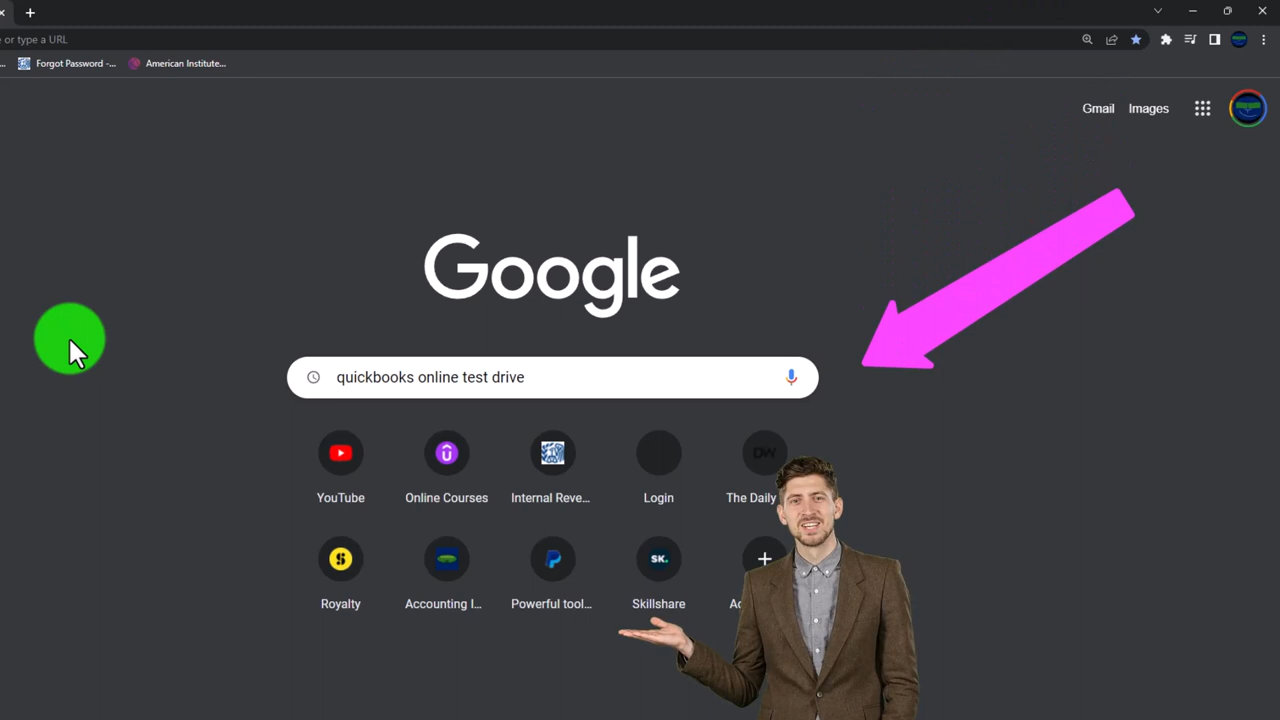 e or type a URL
... Forgot Password -... American Institute...
Gmail Images
Google
quickbooks online test drive
YouTube Online Courses Internal Reve... Login The Daily
DW
$ SK.
Royalty Accounting I... Powerful tool... Skillshare